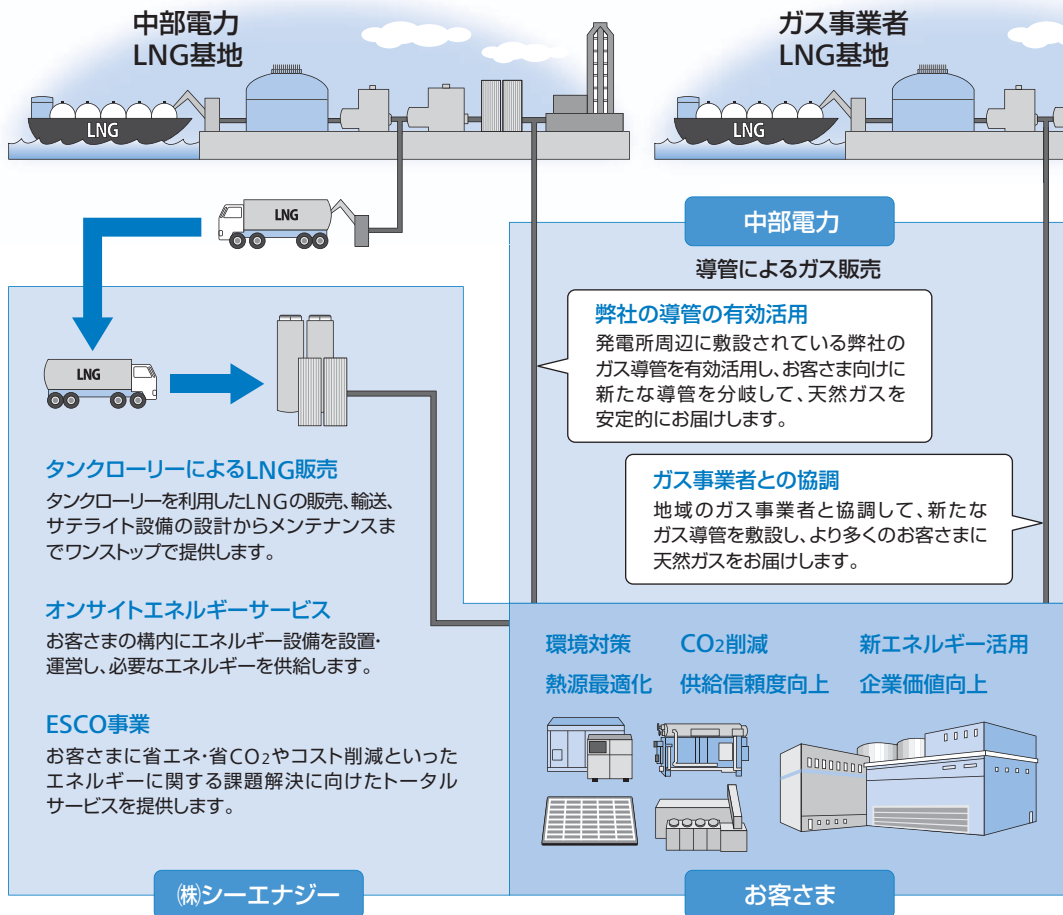 中部電力
LNG基地
ガス事業者
LNG基地
LNG
LNG
LNG
中部電力
導管によるガス販売
弊社の導管の有効活用
発電所周辺に敷設されている弊社の
ガス導管を有効活用し、お客さま向けに
新たな導管を分岐して、天然ガスを
安定的にお届けします。
LNG
ガス事業者との協調
地域のガス事業者と協調して、新たな
ガス導管を敷設し、より多くのお客さまに
天然ガスをお届けします。
タンクローリーによるLNG販売
タンクローリーを利用したLNGの販売、輸送、
サテライト設備の設計からメンテナンスま
でワンストップで提供します。
オンサイトエネルギーサービス
お客さまの構内にエネルギー設備を設置・
運営し、必要なエネルギーを供給します。
ESCO事業
お客さまに省エネ・省CO2やコスト削減といった
エネルギーに関する課題解決に向けたトータル
サービスを提供します。
環境対策 CO2削減 新エネルギー活用
熱源最適化 供給信頼度向上 企業価値向上
㈱シーエナジー
お客さま